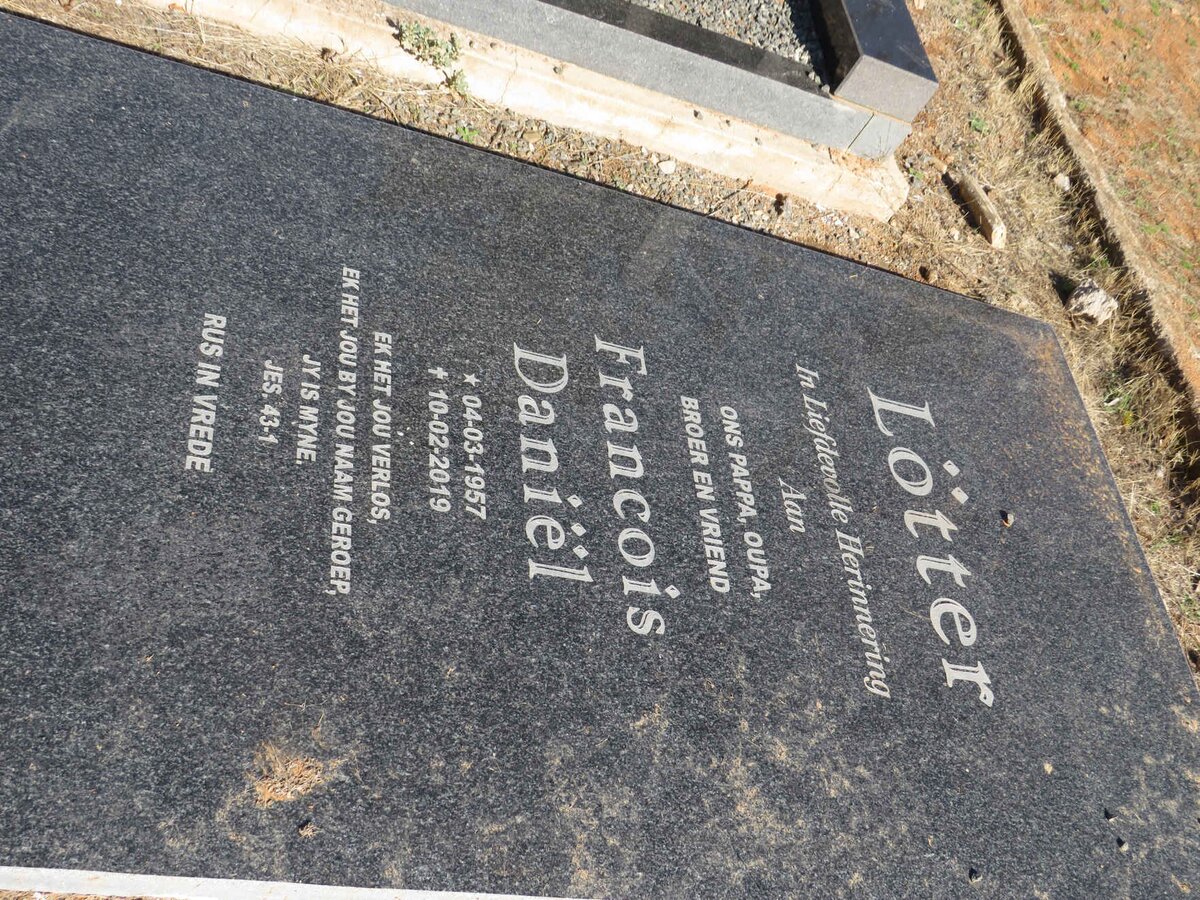 Lötter
In Liefdevolle Herinnering
Aan
ONS PAPPA, OUPA,
BROER EN VRIEND
Francois
Daniël
★ 04-03-1957
✝ 10-02-2019
EK HET JOU VERLOS,
EK HET JOU BY JOU NAAM GEROEP,
JY IS MYNE.
JES. 43-1
RUS IN VREDE